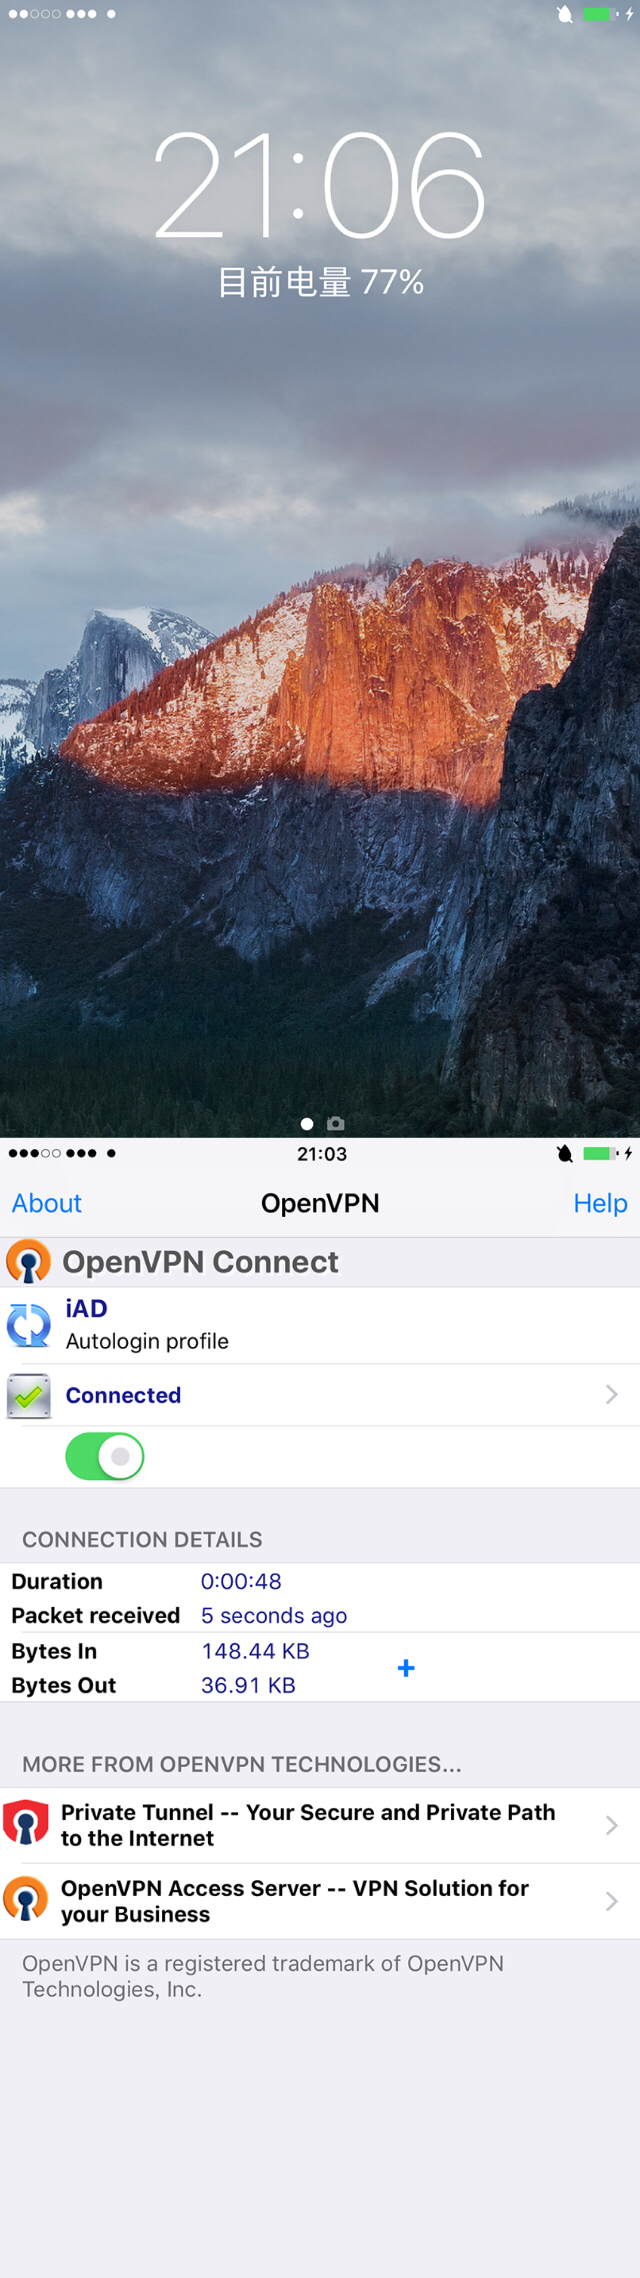 21:06
目前电量 77%
21:03
About
OpenVPN
Help
OpenVPN Connect
iAD
Autologin profile
Connected
CONNECTION DETAILS
Duration 0:00:48
Packet received 5 seconds ago
Bytes In 148.44 KB
+
Bytes Out 36.91 KB
MORE FROM OPENVPN TECHNOLOGIES...
Private Tunnel -- Your Secure and Private Path
to the Internet
OpenVPN Access Server -- VPN Solution for
your Business
OpenVPN is a registered trademark of OpenVPN
Technologies, Inc.